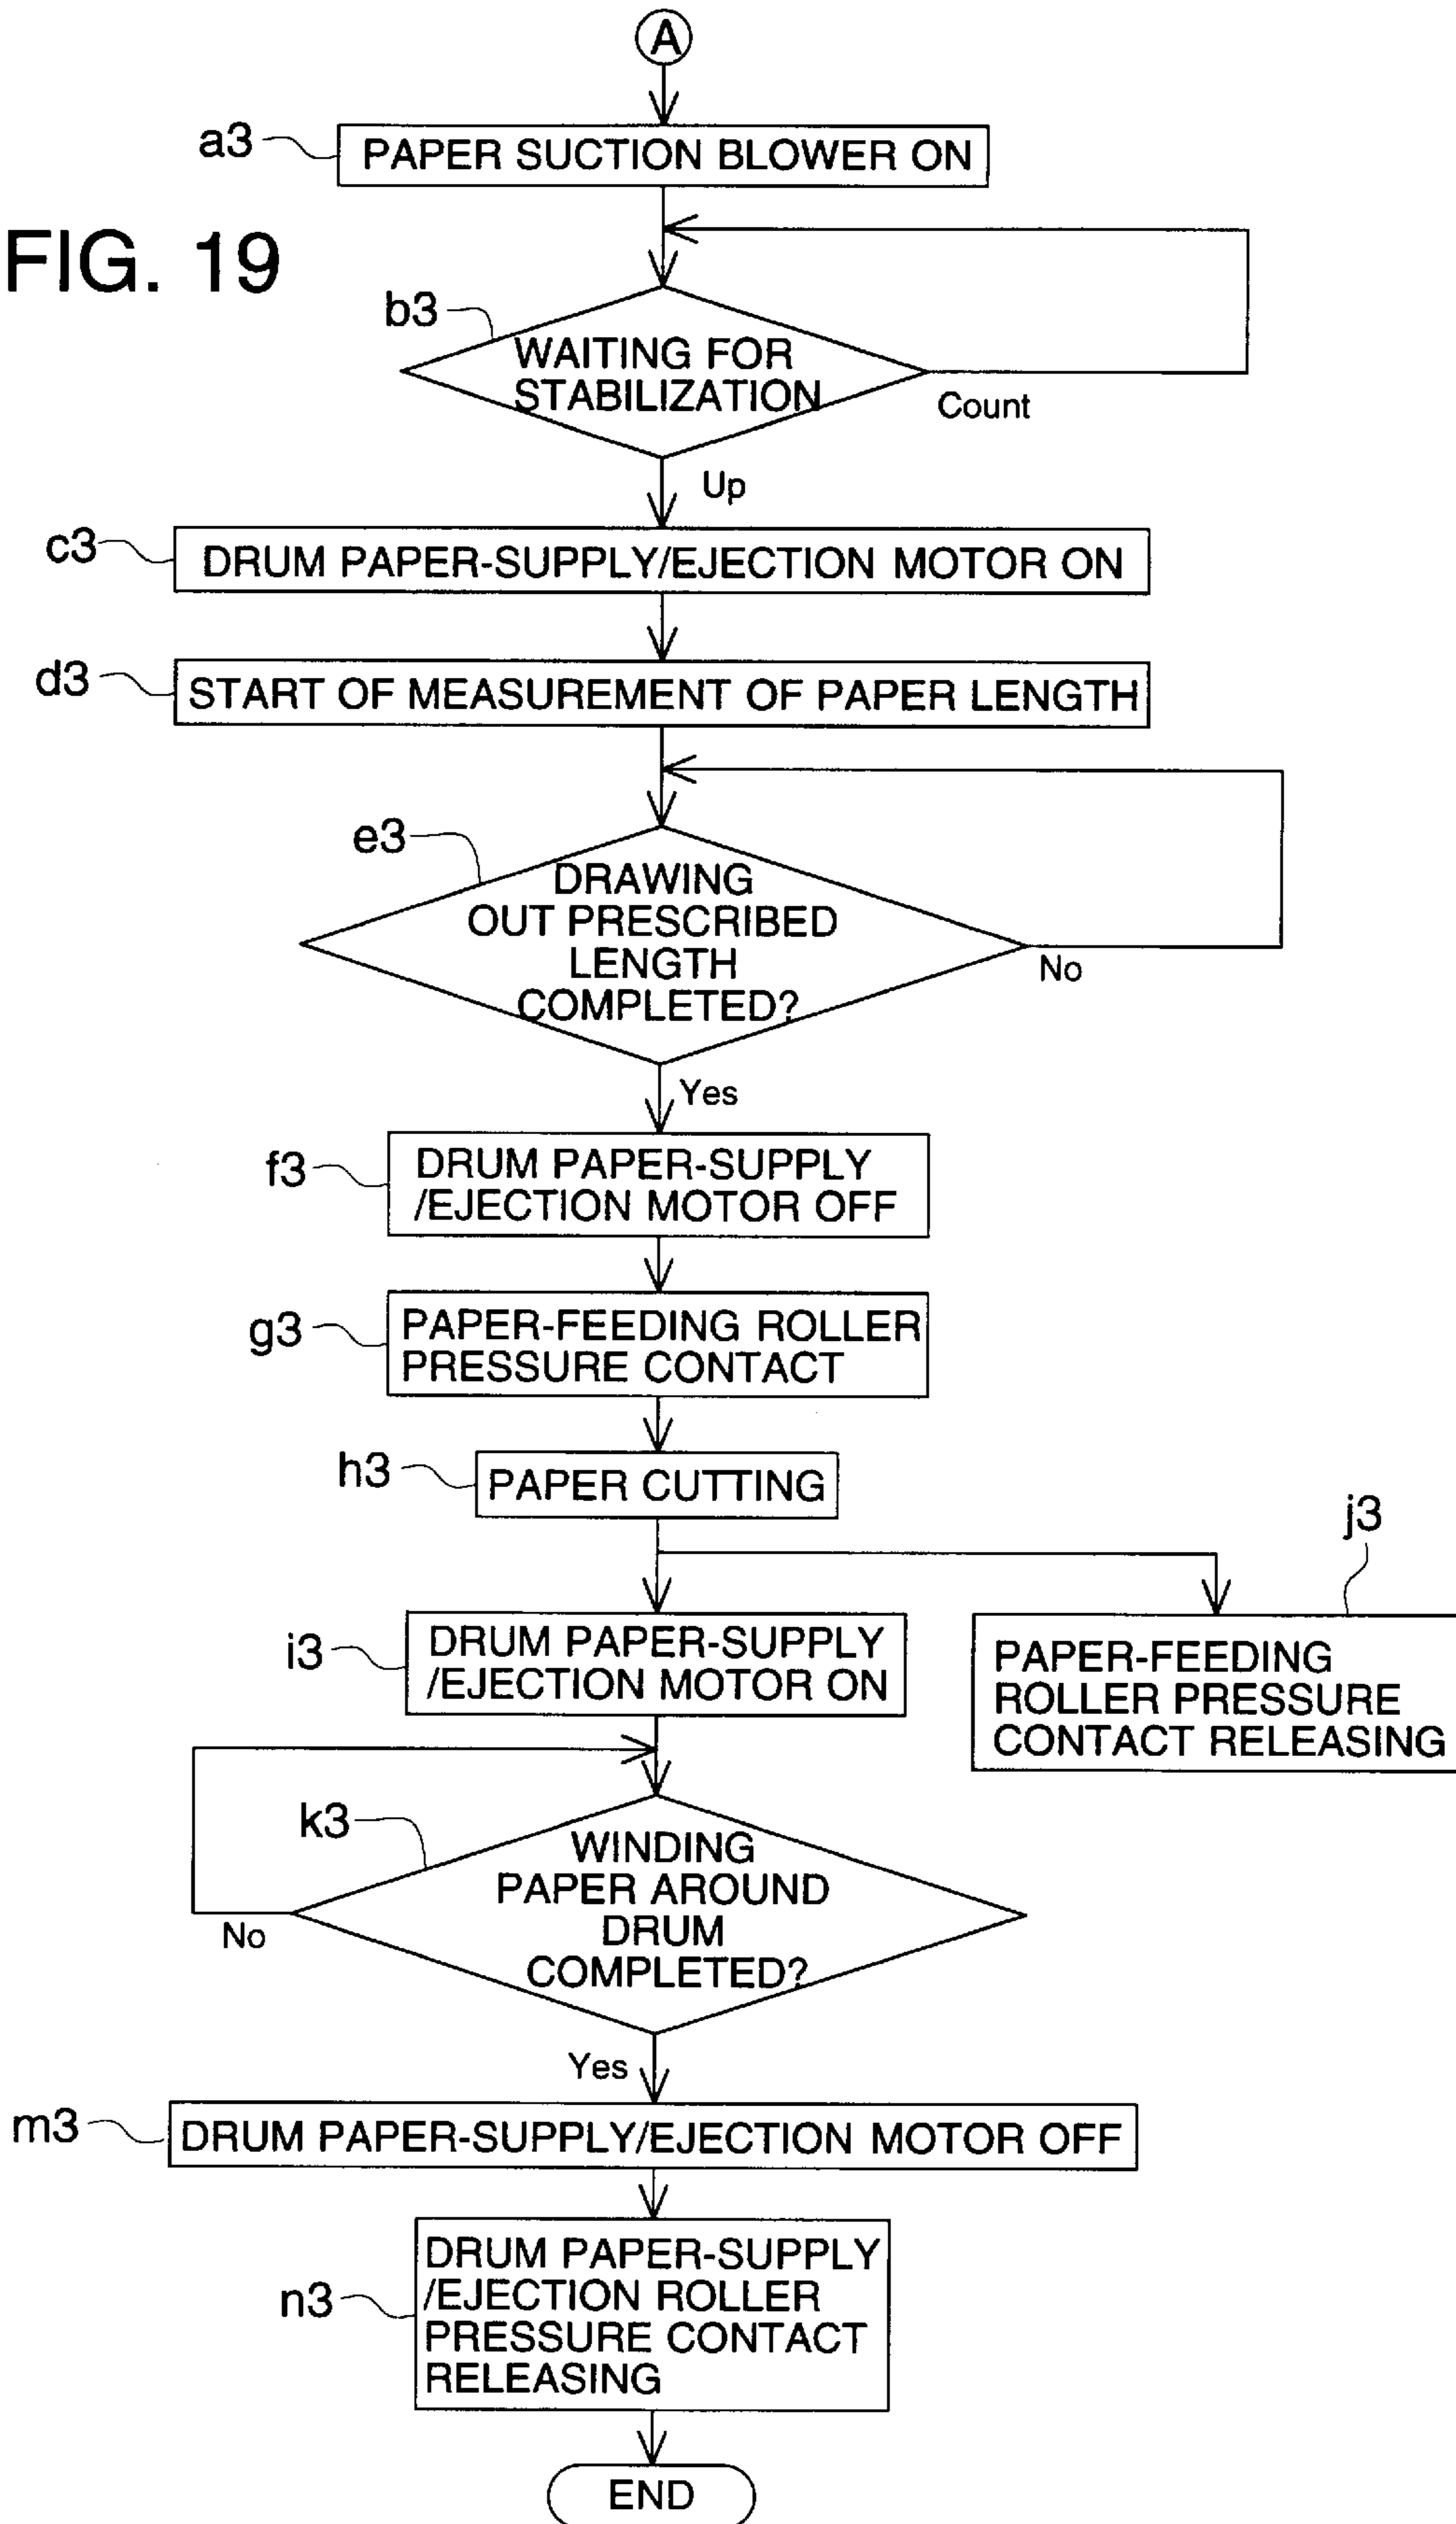 A
a3
PAPER SUCTION BLOWER ON
FIG. 19
b3
WAITING FOR
STABILIZATION
Count
Up
c3
DRUM PAPER-SUPPLY/EJECTION MOTOR ON
d3
START OF MEASUREMENT OF PAPER LENGTH
e3
DRAWING
OUT PRESCRIBED
LENGTH
COMPLETED?
No
Yes
f3
DRUM PAPER-SUPPLY
/EJECTION MOTOR OFF
g3
PAPER-FEEDING ROLLER
PRESSURE CONTACT
h3
PAPER CUTTING
j3
i3
DRUM PAPER-SUPPLY
/EJECTION MOTOR ON
PAPER-FEEDING
ROLLER PRESSURE
CONTACT RELEASING
k3
WINDING
PAPER AROUND
DRUM
COMPLETED?
No
Yes
m3
DRUM PAPER-SUPPLY/EJECTION MOTOR OFF
n3
DRUM PAPER-SUPPLY
/EJECTION ROLLER
PRESSURE CONTACT
RELEASING
END